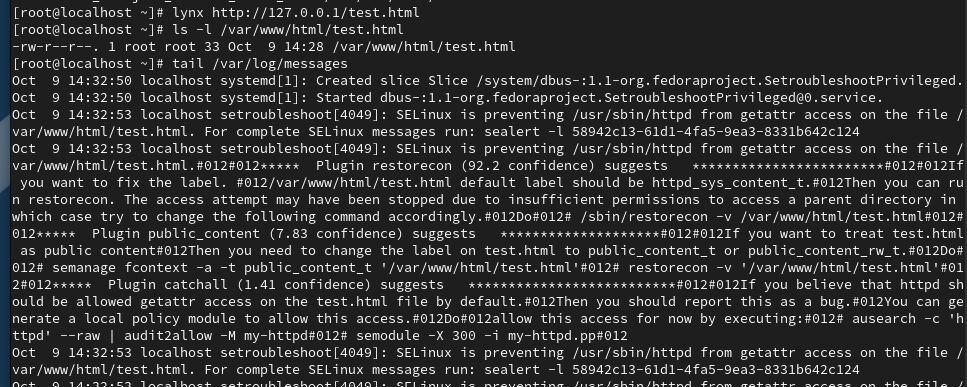 [root@localhost ~]# lynx http://127.0.0.1/test.html
[root@localhost ~]# ls -l /var/www/html/test.html
-rw-r--r--. 1 root root 33 Oct  9 14:28 /var/www/html/test.html
[root@localhost ~]# tail /var/log/messages
Oct  9 14:32:50 localhost systemd[1]: Created slice Slice /system/dbus-:1.1-org.fedoraproject.SetroubleshootPrivileged.
Oct  9 14:32:50 localhost systemd[1]: Started dbus-:1.1-org.fedoraproject.SetroubleshootPrivileged@0.service.
Oct  9 14:32:53 localhost setroubleshoot[4049]: SELinux is preventing /usr/sbin/httpd from getattr access on the file /
var/www/html/test.html. For complete SELinux messages run: sealert -l 58942c13-61d1-4fa5-9ea3-8331b642c124
Oct  9 14:32:53 localhost setroubleshoot[4049]: SELinux is preventing /usr/sbin/httpd from getattr access on the file /
var/www/html/test.html.#012#012*****  Plugin restorecon (92.2 confidence) suggests   ************************#012#012If
 you want to fix the label. #012/var/www/html/test.html default label should be httpd_sys_content_t.#012Then you can ru
n restorecon. The access attempt may have been stopped due to insufficient permissions to access a parent directory in
which case try to change the following command accordingly.#012Do#012# /sbin/restorecon -v /var/www/html/test.html#012#
012*****  Plugin public_content (7.83 confidence) suggests   ********************#012#012If you want to treat test.html
 as public content#012Then you need to change the label on test.html to public_content_t or public_content_rw_t.#012Do#
012# semanage fcontext -a -t public_content_t '/var/www/html/test.html'#012# restorecon -v '/var/www/html/test.html'#01
2#012*****  Plugin catchall (1.41 confidence) suggests   **************************#012#012If you believe that httpd sh
ould be allowed getattr access on the test.html file by default.#012Then you should report this as a bug.#012You can ge
nerate a local policy module to allow this access.#012Do#012allow this access for now by executing:#012# ausearch -c 'h
ttpd' --raw | audit2allow -M my-httpd#012# semodule -X 300 -i my-httpd.pp#012
Oct  9 14:32:53 localhost setroubleshoot[4049]: SELinux is preventing /usr/sbin/httpd from getattr access on the file /
var/www/html/test.html. For complete SELinux messages run: sealert -l 58942c13-61d1-4fa5-9ea3-8331b642c124
Oct  9 14:32:53 localhost setroubleshoot[4049]: SELinux is preventing /usr/sbin/httpd from getattr access on the file /